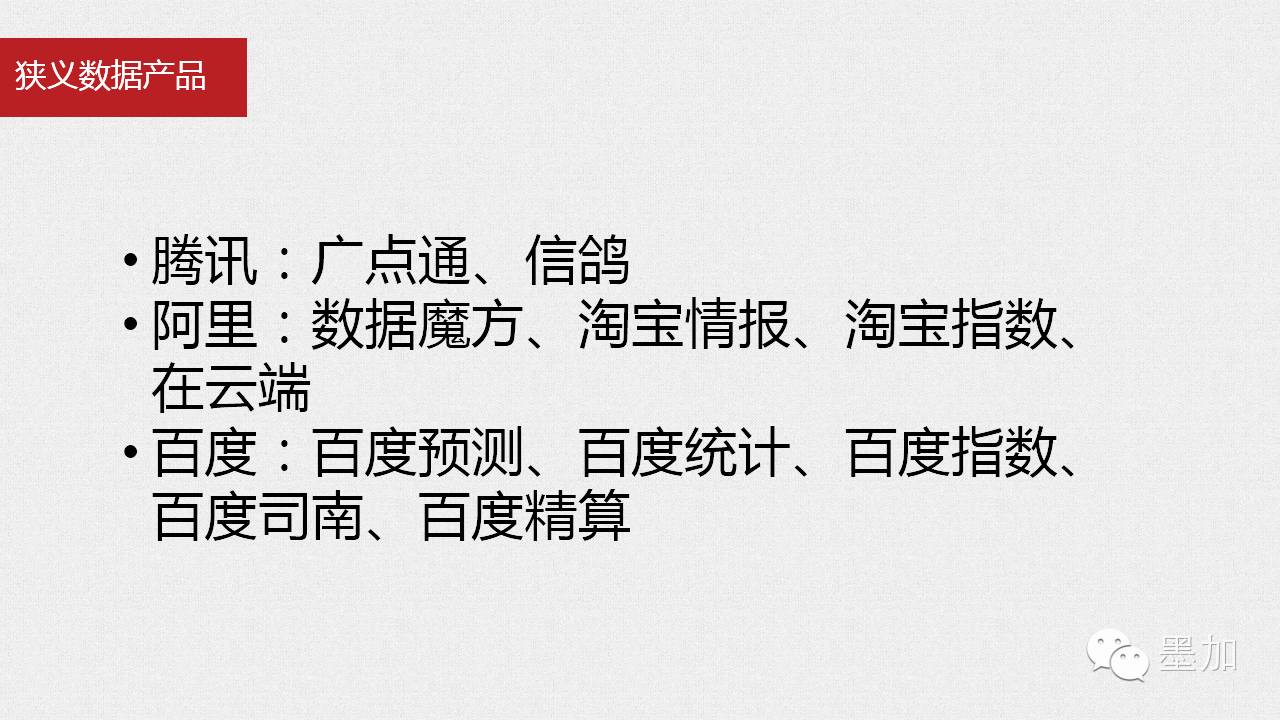 狭义数据产品
• 腾讯：广点通、信鸽
• 阿里：数据魔方、淘宝情报、淘宝指数、
在云端
• 百度：百度预测、百度统计、百度指数、
百度司南、百度精算
墨加